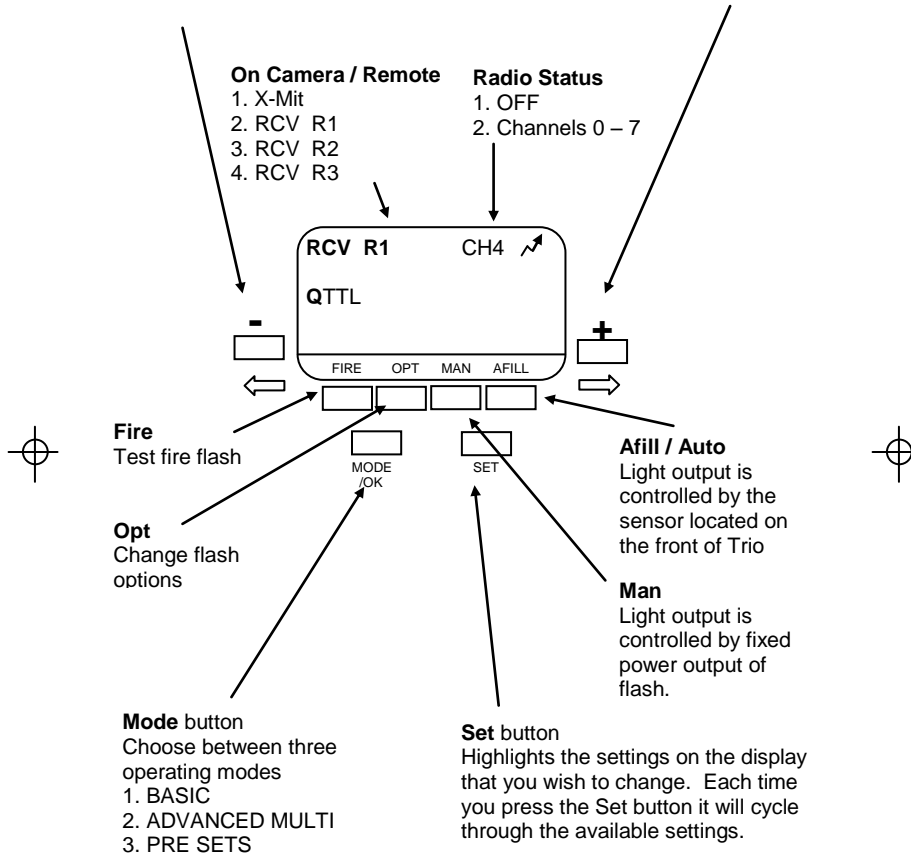 On Camera / Remote
1. X-Mit
2. RCV R1
3. RCV R2
4. RCV R3
Radio Status
1. OFF
2. Channels 0 – 7
RCV R1 CH4
QTTL
-
+
FIRE OPT MAN AFILL
MODE
/OK
SET
Fire
Test fire flash
Opt
Change flash
options
Afill / Auto
Light output is
controlled by the
sensor located on
the front of Trio
Man
Light output is
controlled by fixed
power output of
flash.
Mode button
Choose between three
operating modes
1. BASIC
2. ADVANCED MULTI
3. PRE SETS
Set button
Highlights the settings on the display
that you wish to change. Each time
you press the Set button it will cycle
through the available settings.